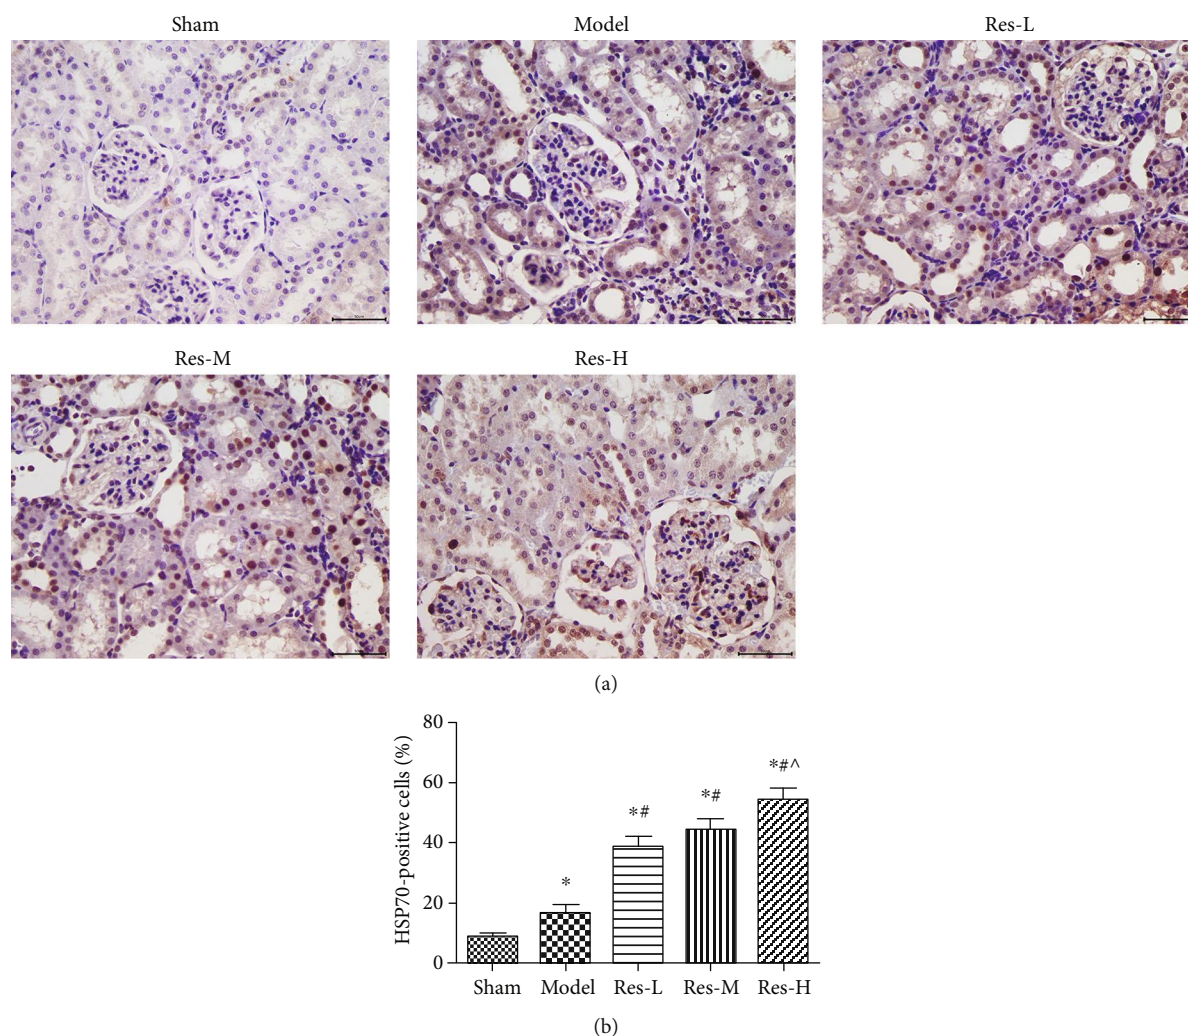 Sham Model Res-L
Res-M Res-H
(a)
80
60
40
20
0
HSP70-positive cells (%)
*
*#
*#
*#^
Sham Model Res-L Res-M Res-H
(b)